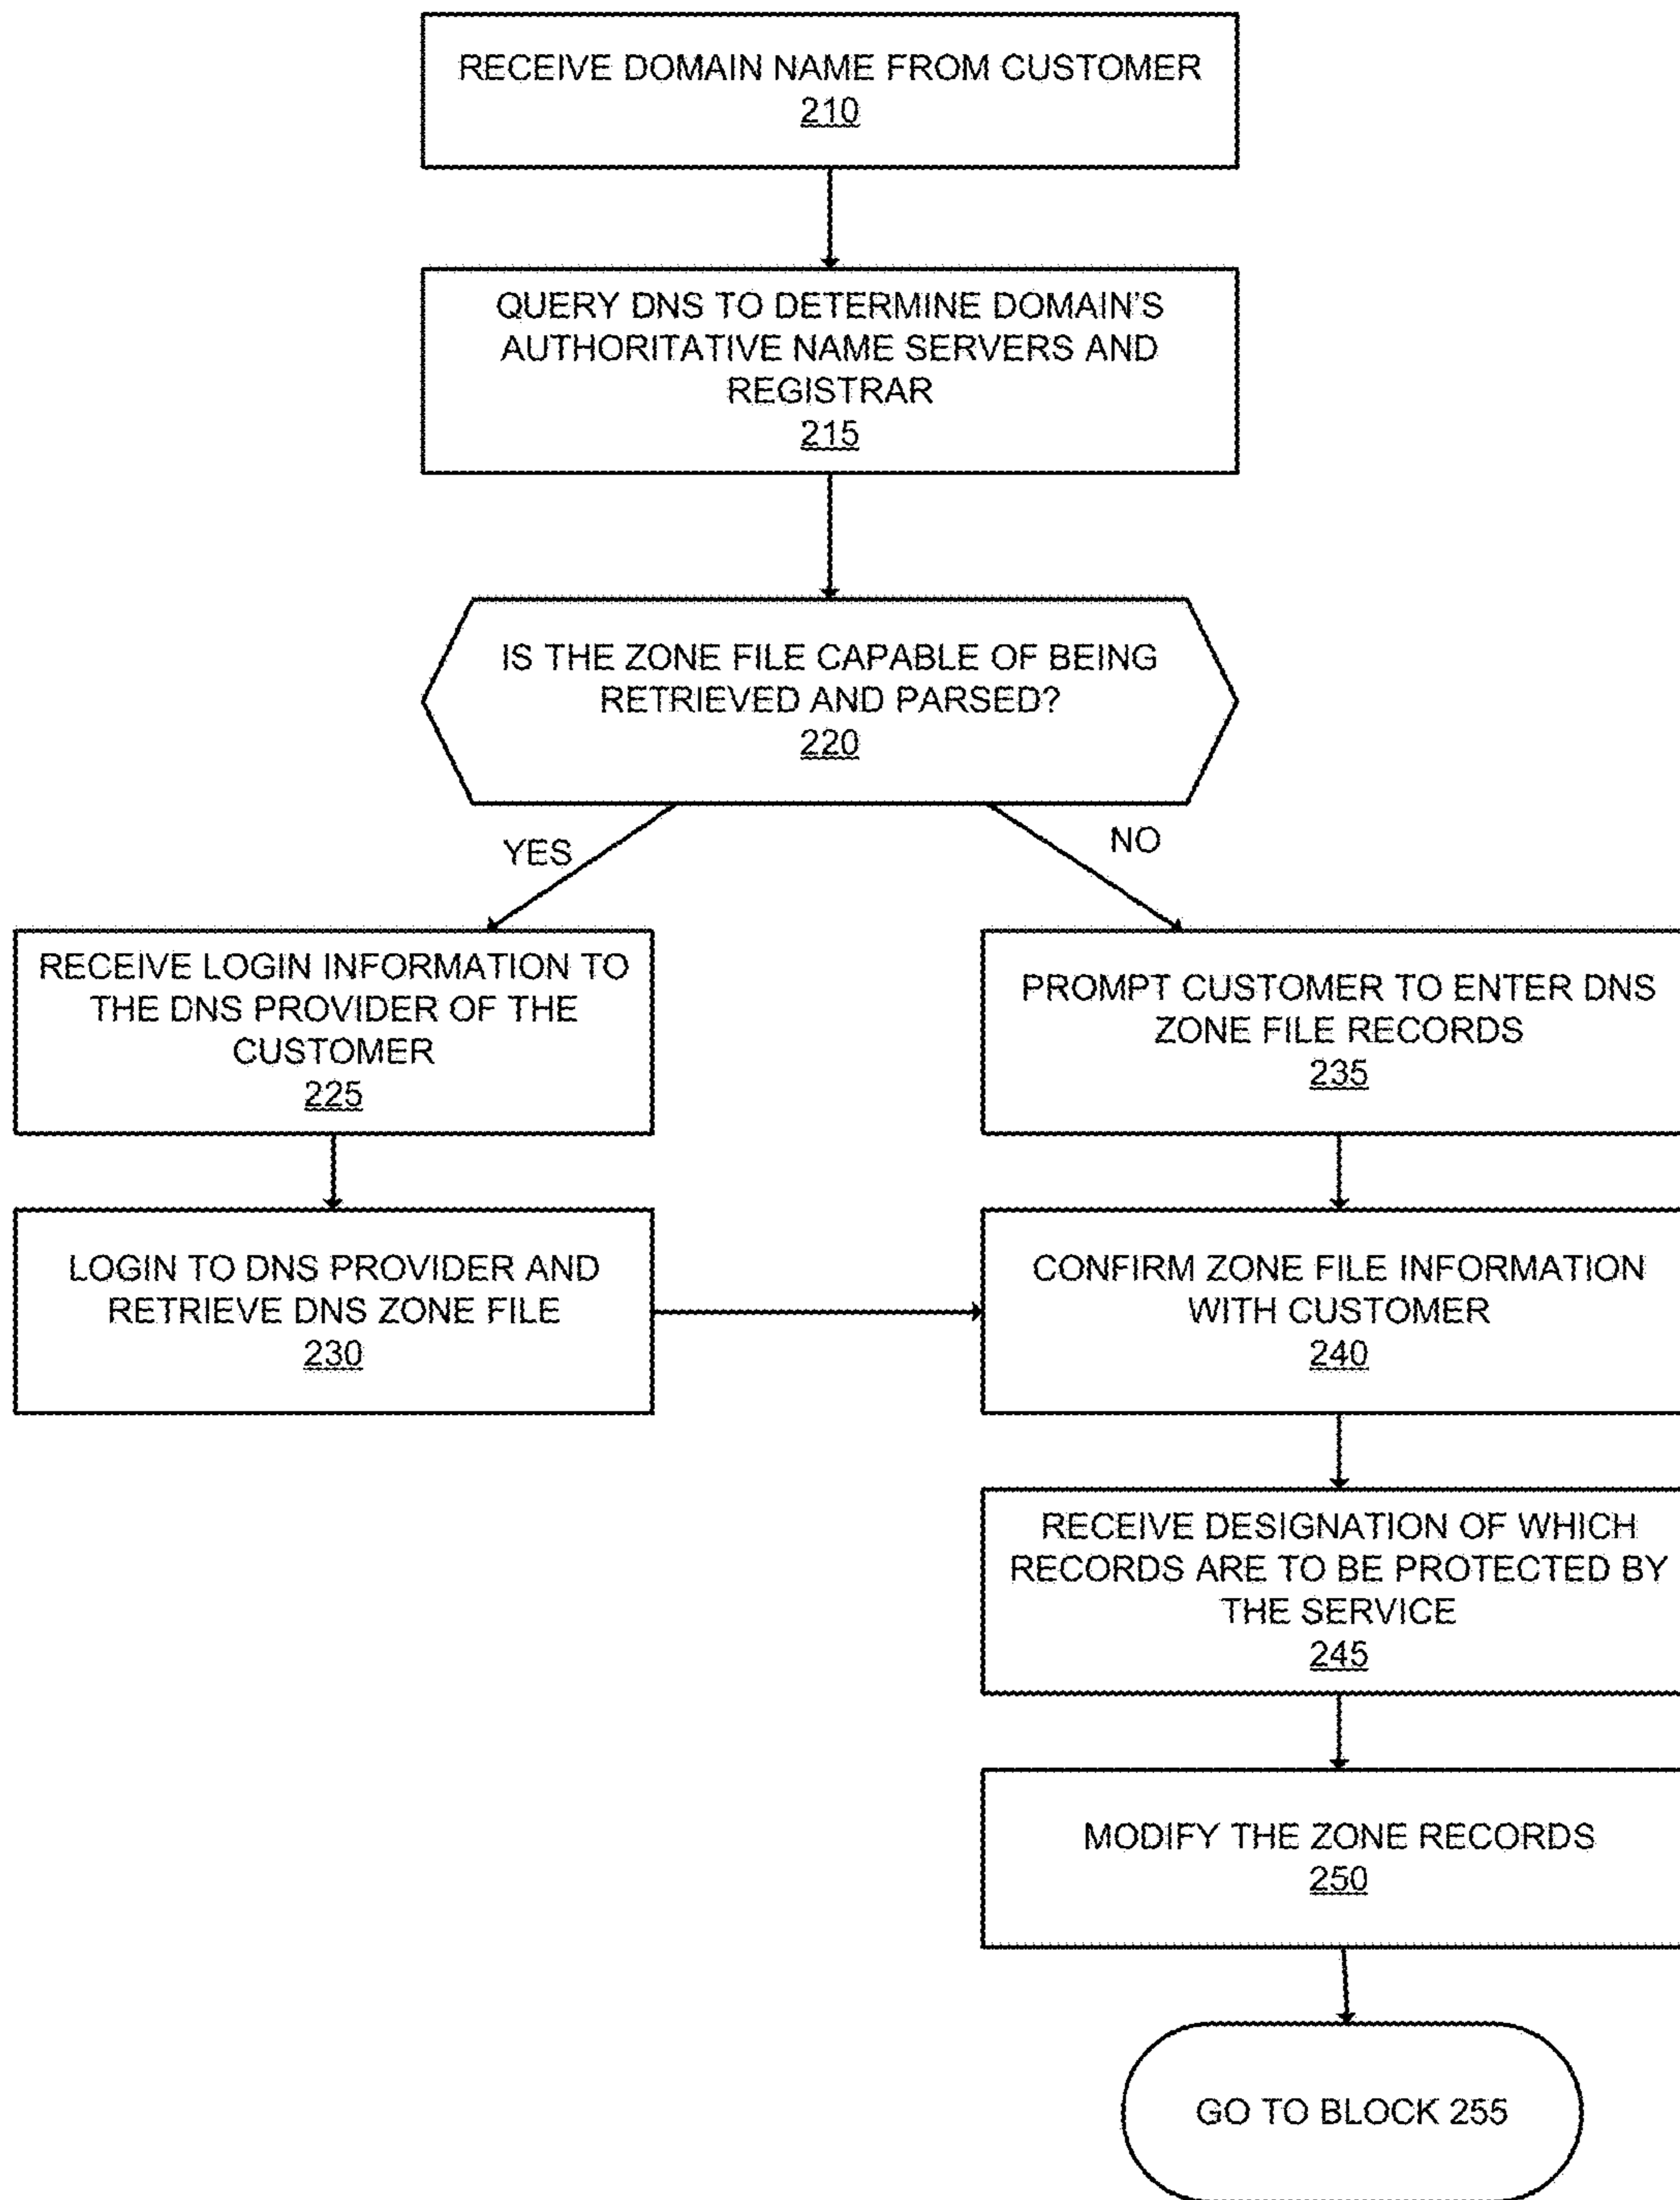 RECEIVE DOMAIN NAME FROM CUSTOMER
210
QUERY DNS TO DETERMINE DOMAIN'S
AUTHORITATIVE NAME SERVERS AND
REGISTRAR
215
IS THE ZONE FILE CAPABLE OF BEING
RETRIEVED AND PARSED?
220
YES
NO
RECEIVE LOGIN INFORMATION TO
THE DNS PROVIDER OF THE
CUSTOMER
225
PROMPT CUSTOMER TO ENTER DNS
ZONE FILE RECORDS
235
LOGIN TO DNS PROVIDER AND
RETRIEVE DNS ZONE FILE
230
CONFIRM ZONE FILE INFORMATION
WITH CUSTOMER
240
RECEIVE DESIGNATION OF WHICH
RECORDS ARE TO BE PROTECTED BY
THE SERVICE
245
MODIFY THE ZONE RECORDS
250
GO TO BLOCK 255